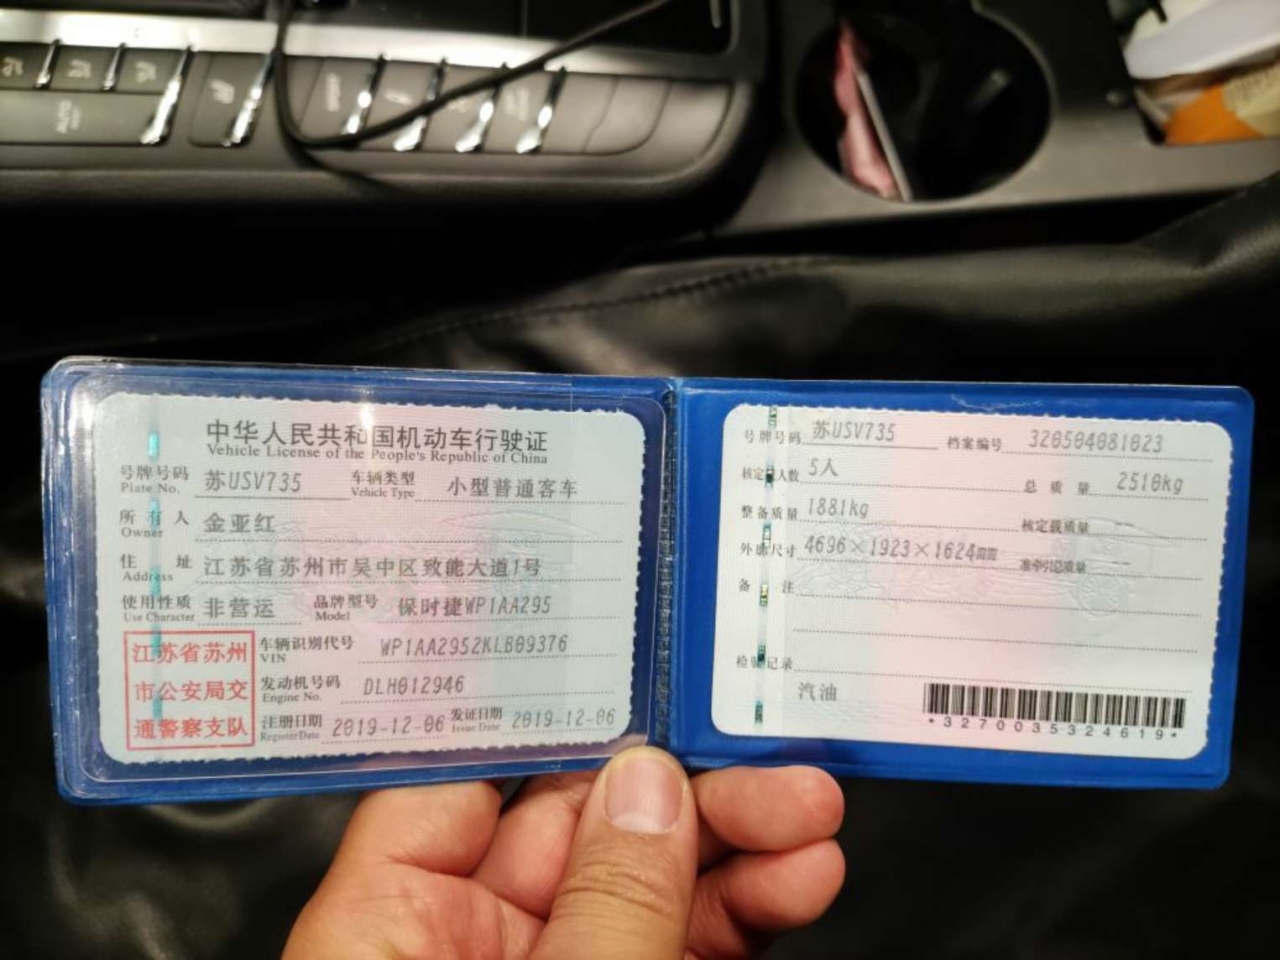 AUTO
中华人民共和国机动车行驶证
Vehicle License of the People's Republic of China
号牌号码 苏USV735 车辆类型 小型普通客车
Plate No. Vehicle Type
所有人 金亚红
Owner
住址 江苏省苏州市吴中区致能大道1号
Address
使用性质 非营运 品牌型号 保时捷WP1AA295
Use Character Model
江苏省苏州
市公安局交
通警察支队
车辆识别代号 WP1AA2952KLB09376
VIN
发动机号码 DLH012946
Engine No.
注册日期 2019-12-06 发证日期 2019-12-06
Register Date Issue Date
号牌号码 苏USV735 档案编号 320504081023
核定人数 5人 总质量 2510kg
整备质量 1881kg 核定载质量 --
外廓尺寸 4696×1923×1624mm 准牵引总质量 --
备注
检验记录
汽油
*3270035324619*